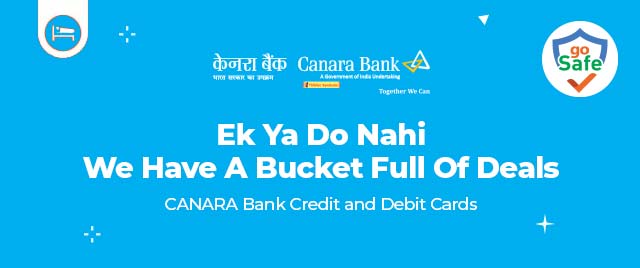 go
Safe
केनरा बैंक Canara Bank
भारत सरकार का उपक्रम A Government of India Undertaking
Syndicate
Together We Can
Ek Ya Do Nahi
We Have A Bucket Full Of Deals
CANARA Bank Credit and Debit Cards